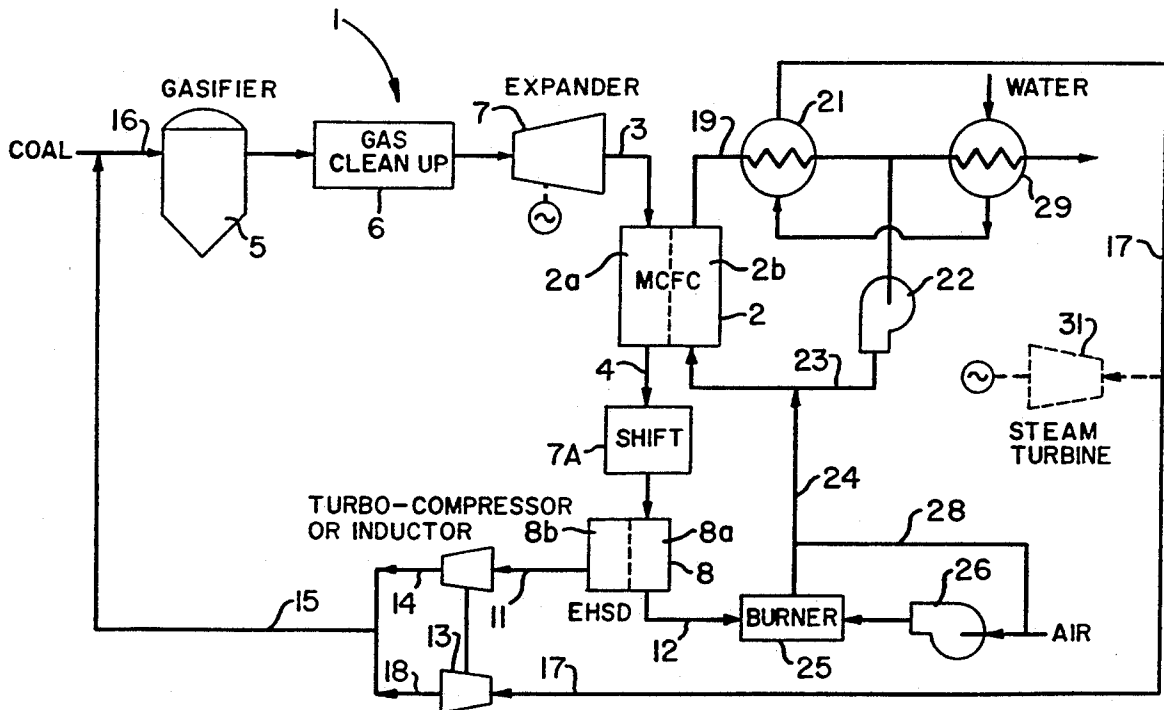 1
GASIFIER
EXPANDER
WATER
16
7
3
19
21
COAL
GAS
CLEAN UP
5
6
29
17
2a
MCFC
2b
2
22
4
23
31
7A
SHIFT
STEAM
TURBINE
24
TURBO-COMPRESSOR
OR INDUCTOR
8b
8a
8
28
26
15
14
11
EHSD
12
BURNER
25
AIR
13
18
17